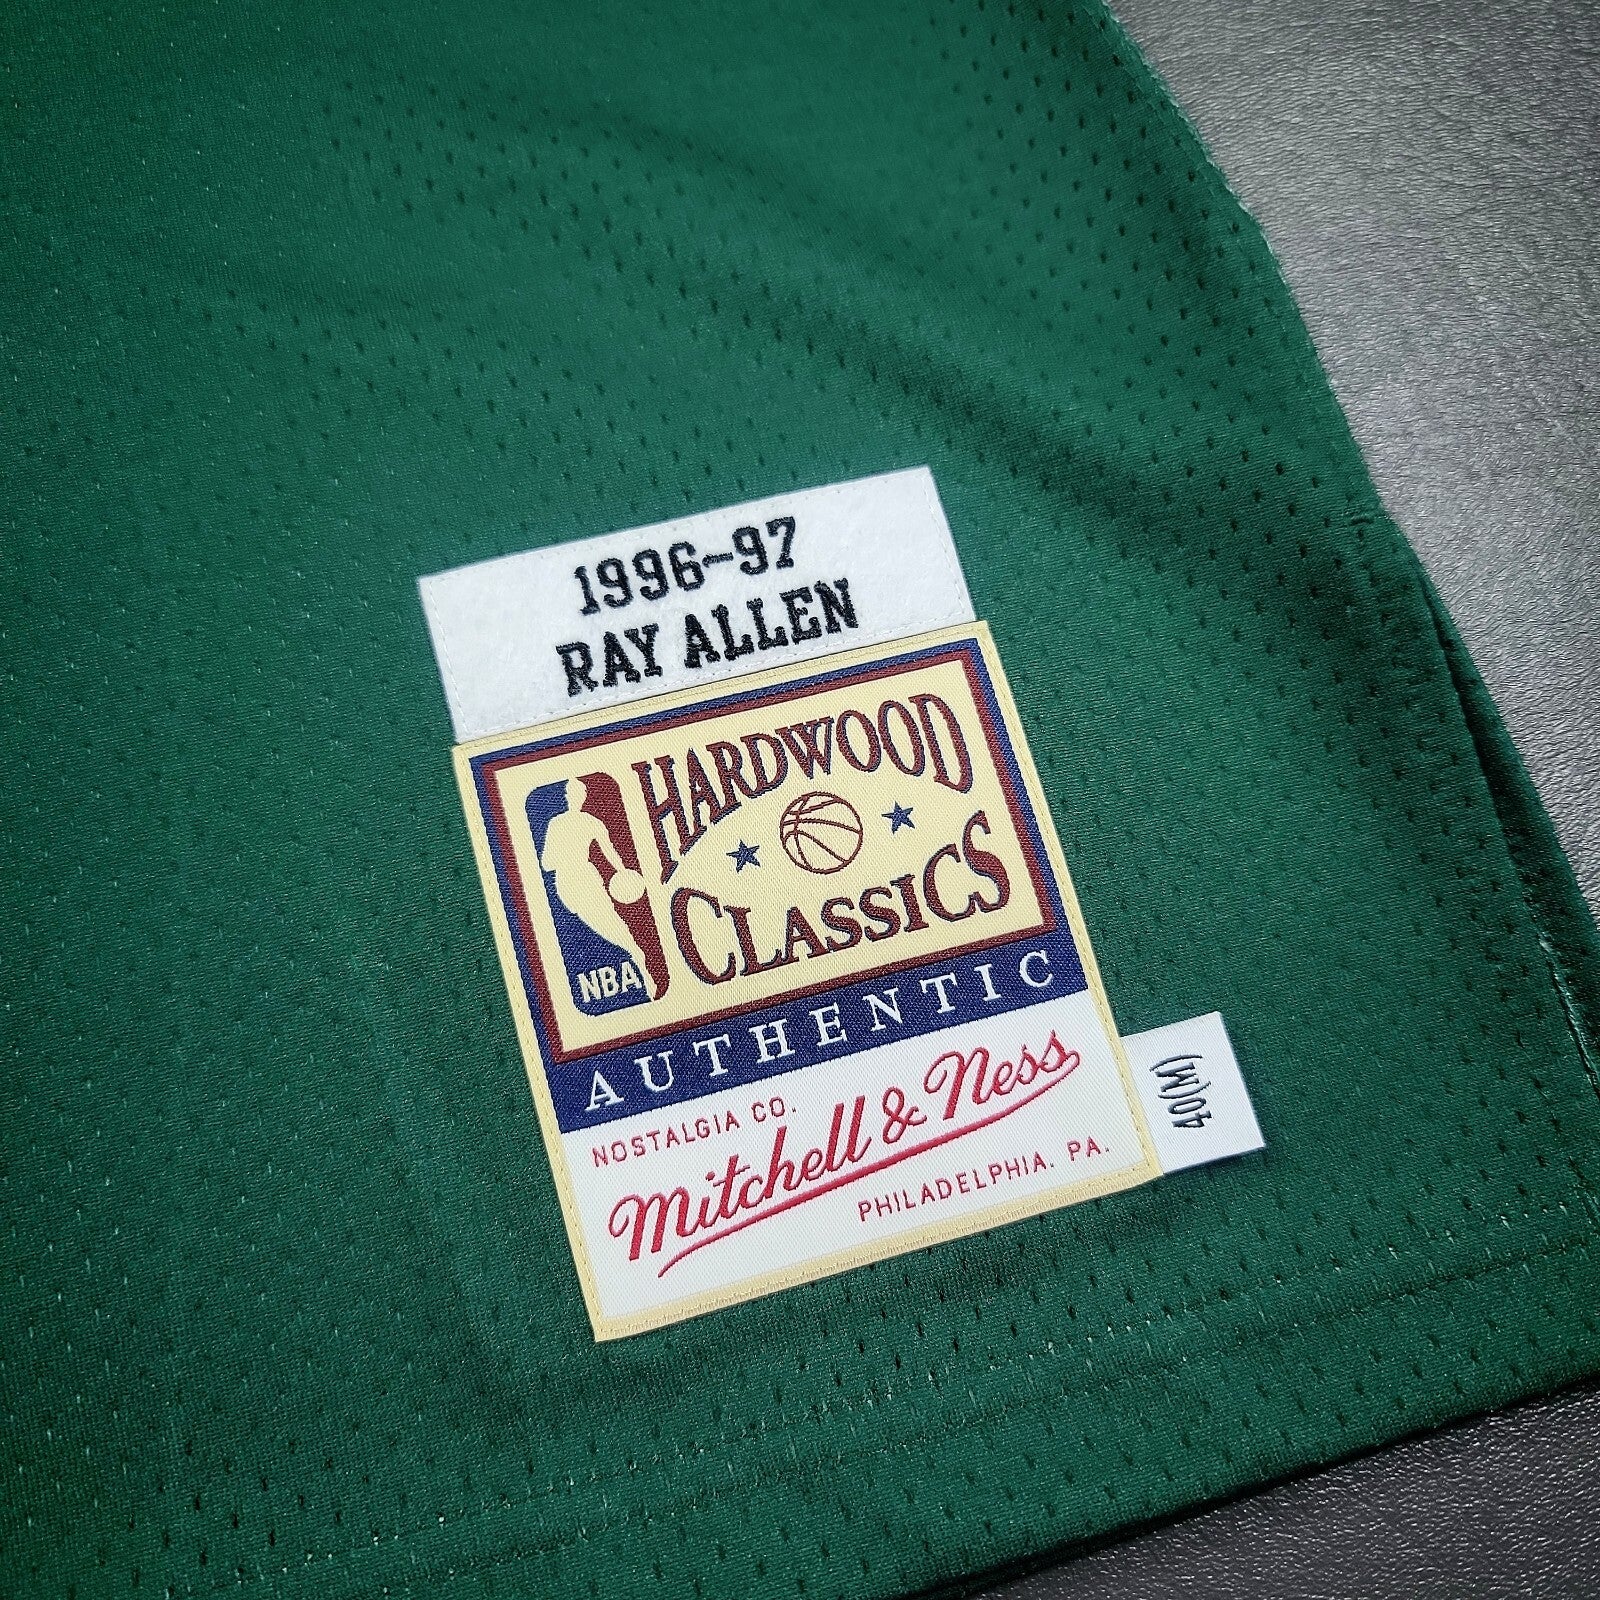 1996-97
RAY ALLEN
HARDWOOD
CLASSICS
NBA
AUTHENTIC
NOSTALGIA CO.
Mitchell & Ness
PHILADELPHIA. PA.
40(M)